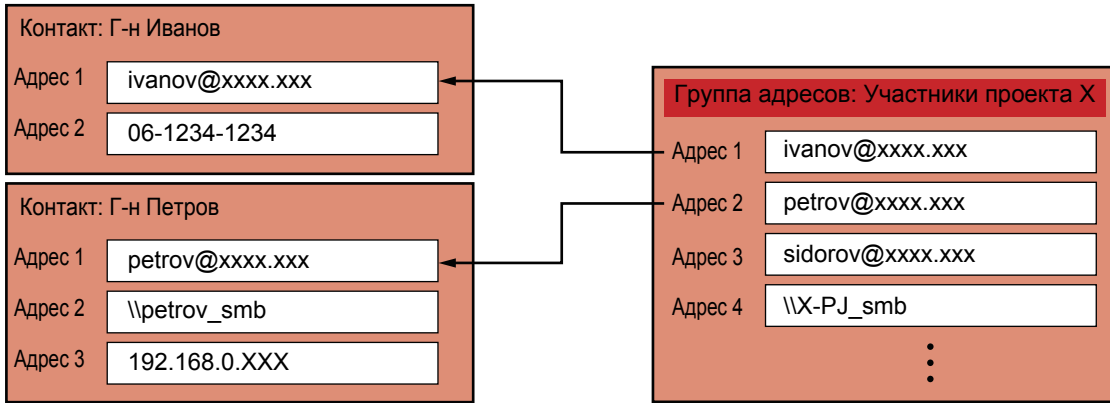 Контакт: Г-н Иванов
Адрес 1 ivanov@xxxx.xxx
Адрес 2 06-1234-1234
Контакт: Г-н Петров
Адрес 1 petrov@xxxx.xxx
Адрес 2 \\petrov_smb
Адрес 3 192.168.0.XXX
Группа адресов: Участники проекта X
Адрес 1 ivanov@xxxx.xxx
Адрес 2 petrov@xxxx.xxx
Адрес 3 sidorov@xxxx.xxx
Адрес 4 \\X-PJ_smb